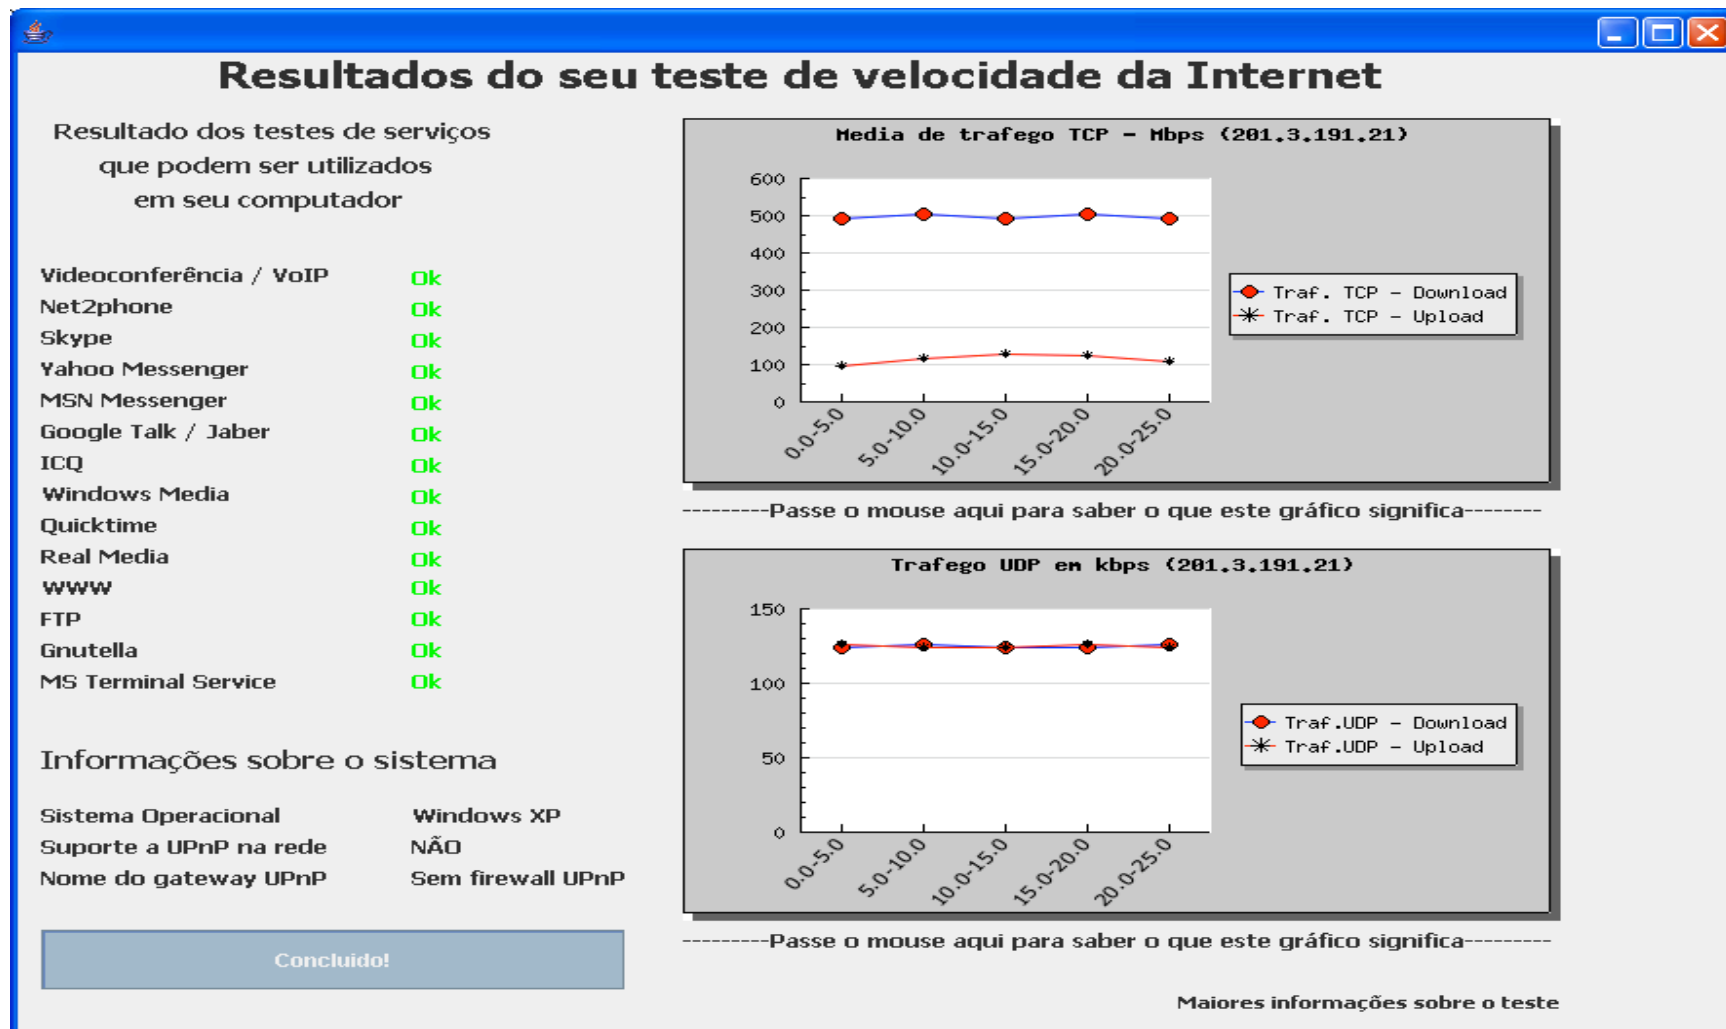 Resultados do seu teste de velocidade da Internet
Resultado dos testes de serviços
que podem ser utilizados
em seu computador
Videoconferência / VoIP Ok
Net2phone Ok
Skype Ok
Yahoo Messenger Ok
MSN Messenger Ok
Google Talk / Jaber Ok
ICQ Ok
Windows Media Ok
Quicktime Ok
Real Media Ok
WWW Ok
FTP Ok
Gnutella Ok
MS Terminal Service Ok
Informações sobre o sistema
Sistema Operacional Windows XP
Suporte a UPnP na rede NÃO
Nome do gateway UPnP Sem firewall UPnP
Concluido!
Media de trafego TCP - Mbps (201.3.191.21)
600
500
400
300
200
100
0
0.0-5.0 5.0-10.0 10.0-15.0 15.0-20.0 20.0-25.0
Traf. TCP - Download
Traf. TCP - Upload
---------Passe o mouse aqui para saber o que este gráfico significa--------
Trafego UDP em kbps (201.3.191.21)
150
100
50
0
0.0-5.0 5.0-10.0 10.0-15.0 15.0-20.0 20.0-25.0
Traf.UDP - Download
Traf.UDP - Upload
---------Passe o mouse aqui para saber o que este gráfico significa---------
Maiores informações sobre o teste